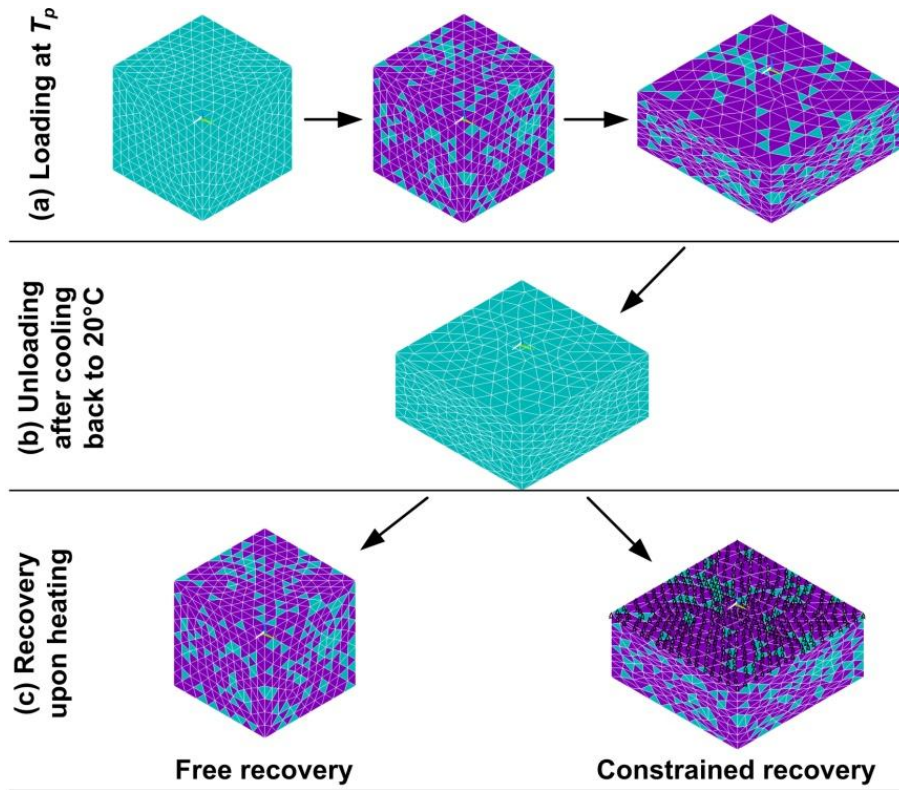 (a) Loading at Tp
(b) Unloading
after cooling
back to 20°C
(c) Recovery
upon heating
Free recovery
Constrained recovery